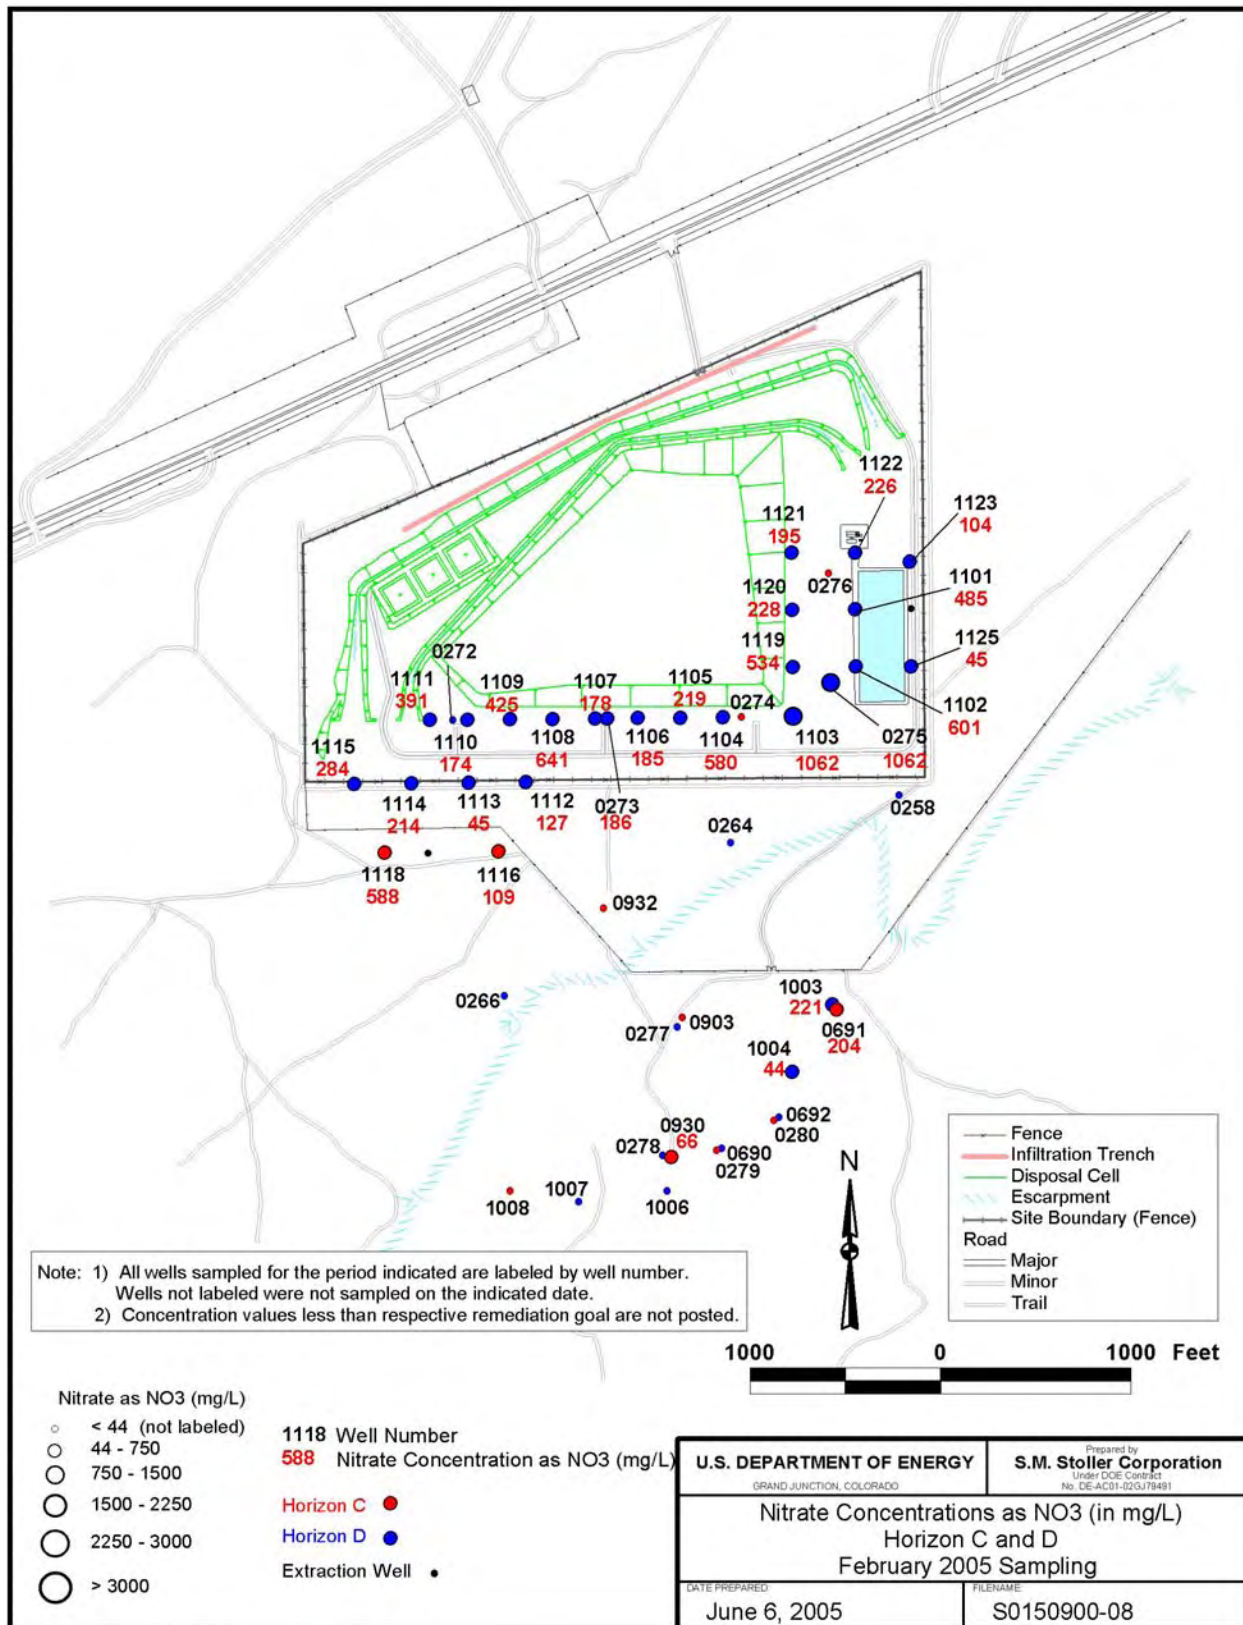 1122
226
1123
104
1121
195
0276
1101
485
1120
228
1119
534
1125
45
0272
1111
391
1109
425
1107
178
1105
219
0274
1102
601
1110
174
1108
641
1106
185
1104
580
1103
1062
0275
1062
1115
284
1114
214
1113
45
1112
127
0273
186
0258
0264
1118
588
1116
109
0932
0266
0277
0903
1003
221
0691
204
1004
44
0692
0280
0930
66
0278
0690
0279
1008
1007
1006
N
Fence
Infiltration Trench
Disposal Cell
Escarpment
Site Boundary (Fence)
Road
Major
Minor
Trail
Note: 1) All wells sampled for the period indicated are labeled by well number.
Wells not labeled were not sampled on the indicated date.
2) Concentration values less than respective remediation goal are not posted.
1000 0 1000 Feet
Nitrate as NO3 (mg/L)
< 44 (not labeled)
44 - 750
750 - 1500
1500 - 2250
2250 - 3000
> 3000
1118 Well Number
588 Nitrate Concentration as NO3 (mg/L)
Horizon C
Horizon D
Extraction Well
U.S. DEPARTMENT OF ENERGY
GRAND JUNCTION, COLORADO
Prepared by
S.M. Stoller Corporation
Under DOE Contract
No. DE-AC01-02GJ79491
Nitrate Concentrations as NO3 (in mg/L)
Horizon C and D
February 2005 Sampling
DATE PREPARED
June 6, 2005
FILENAME
S0150900-08